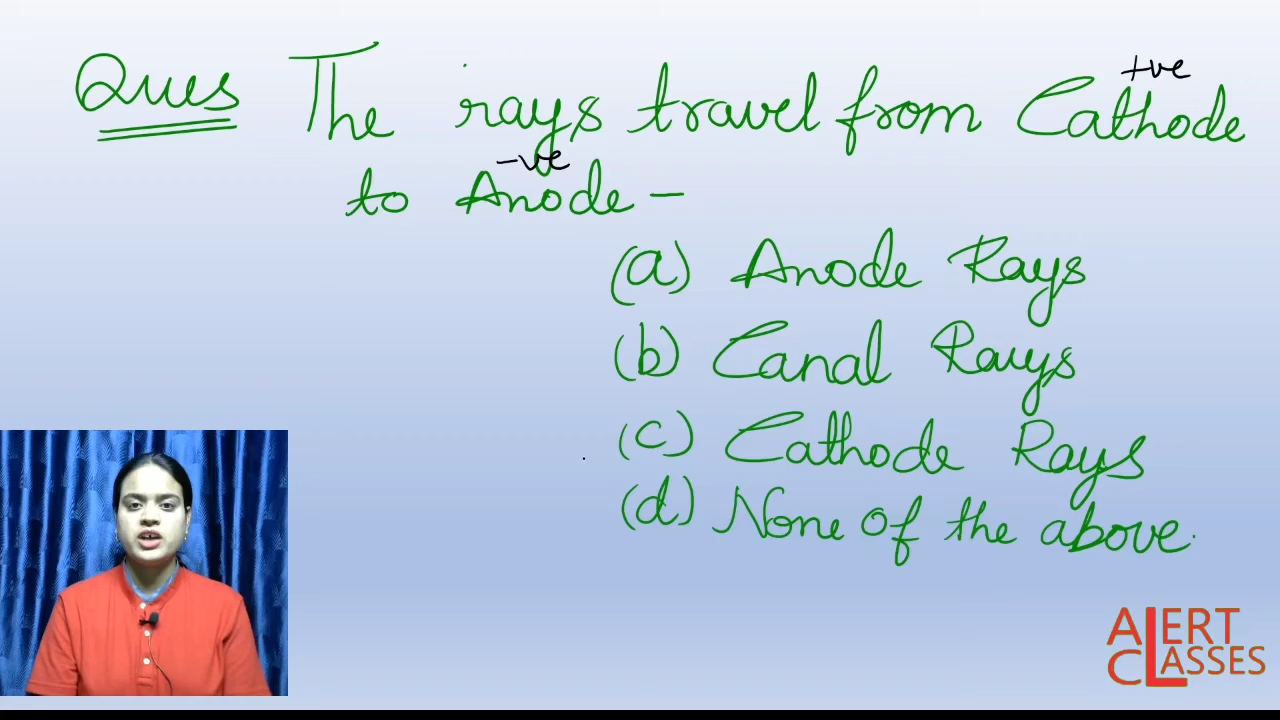 Ques The rays travel from Cathode
+ve
to Anode -
-ve
(a) Anode Rays
(b) Canal Rays
(c) Cathode Rays
(d) None of the above.
ALERT
CLASSES